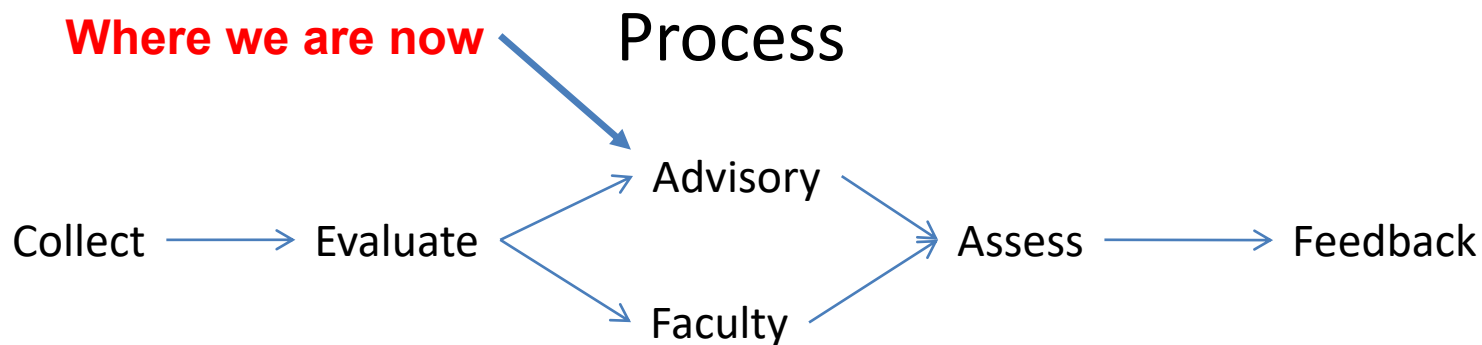 Where we are now
Process
Advisory
Collect
Evaluate
Assess
Feedback
Faculty